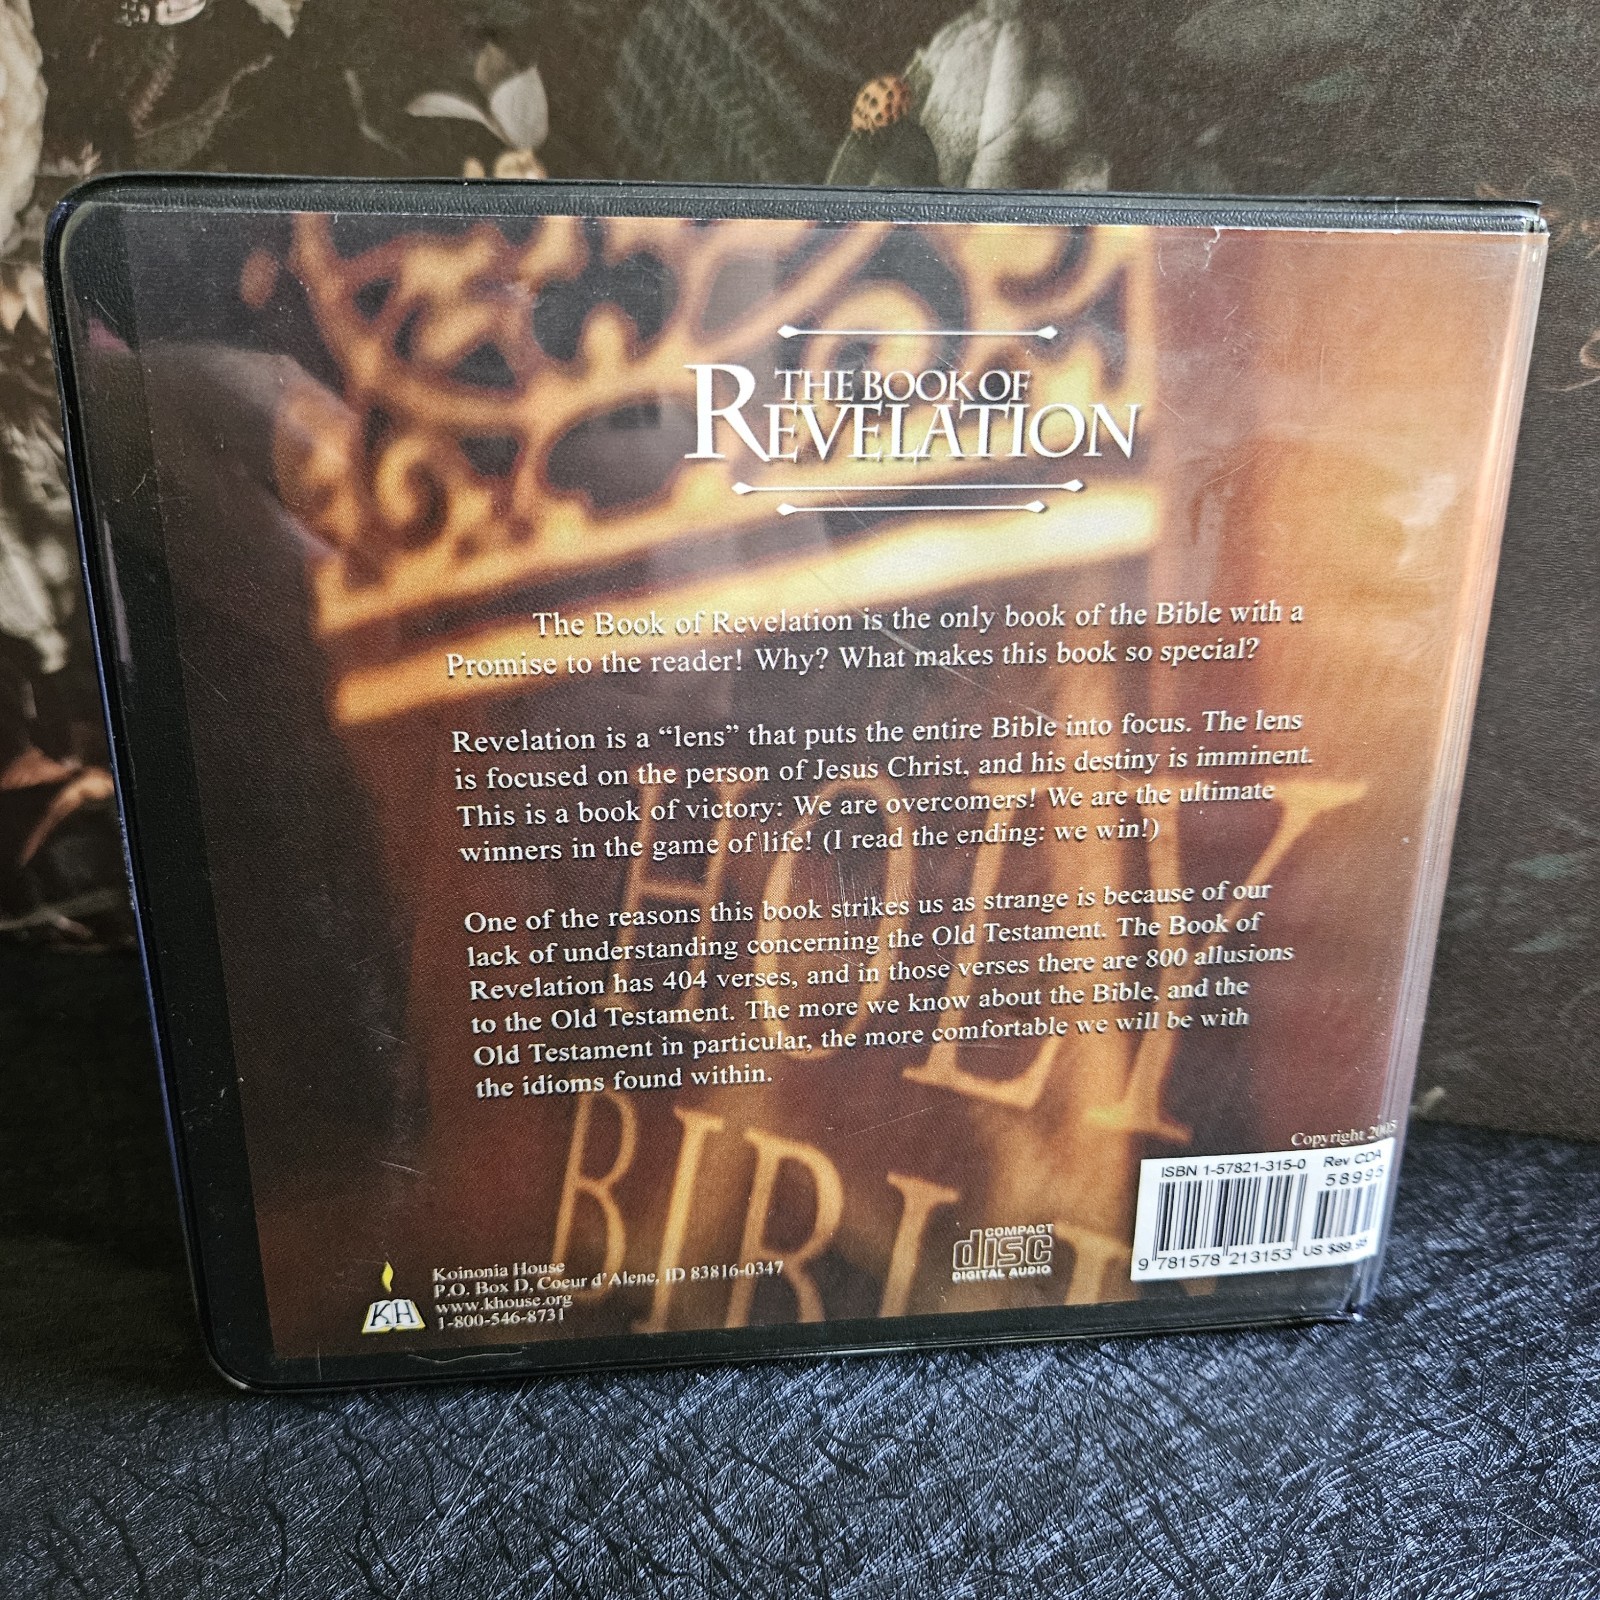 THE BOOK OF
REVELATION
The Book of Revelation is the only book of the Bible with a
Promise to the reader! Why? What makes this book so special?
Revelation is a “lens” that puts the entire Bible into focus. The lens
is focused on the person of Jesus Christ, and his destiny is imminent.
This is a book of victory: We are overcomers! We are the ultimate
winners in the game of life! (I read the ending: we win!)
One of the reasons this book strikes us as strange is because of our
lack of understanding concerning the Old Testament. The Book of
Revelation has 404 verses, and in those verses there are 800 allusions
to the Old Testament. The more we know about the Bible, and the
Old Testament in particular, the more comfortable we will be with
the idioms found within.
HOLY
BIBL
Copyright 2005
ISBN 1-57821-315-0 Rev CDA
58995
9 781578 213153 US $89.95
COMPACT
disc
DIGITAL AUDIO
KH
Koinonia House
P.O. Box D, Coeur d'Alene, ID 83816-0347
www.khouse.org
1-800-546-8731